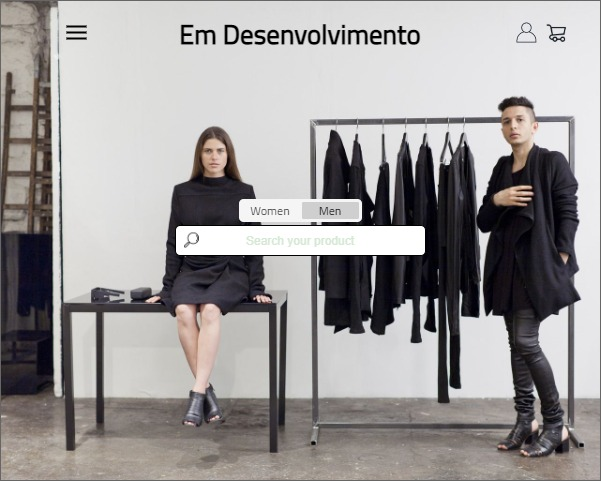 Em Desenvolvimento
Women Men
Search your product